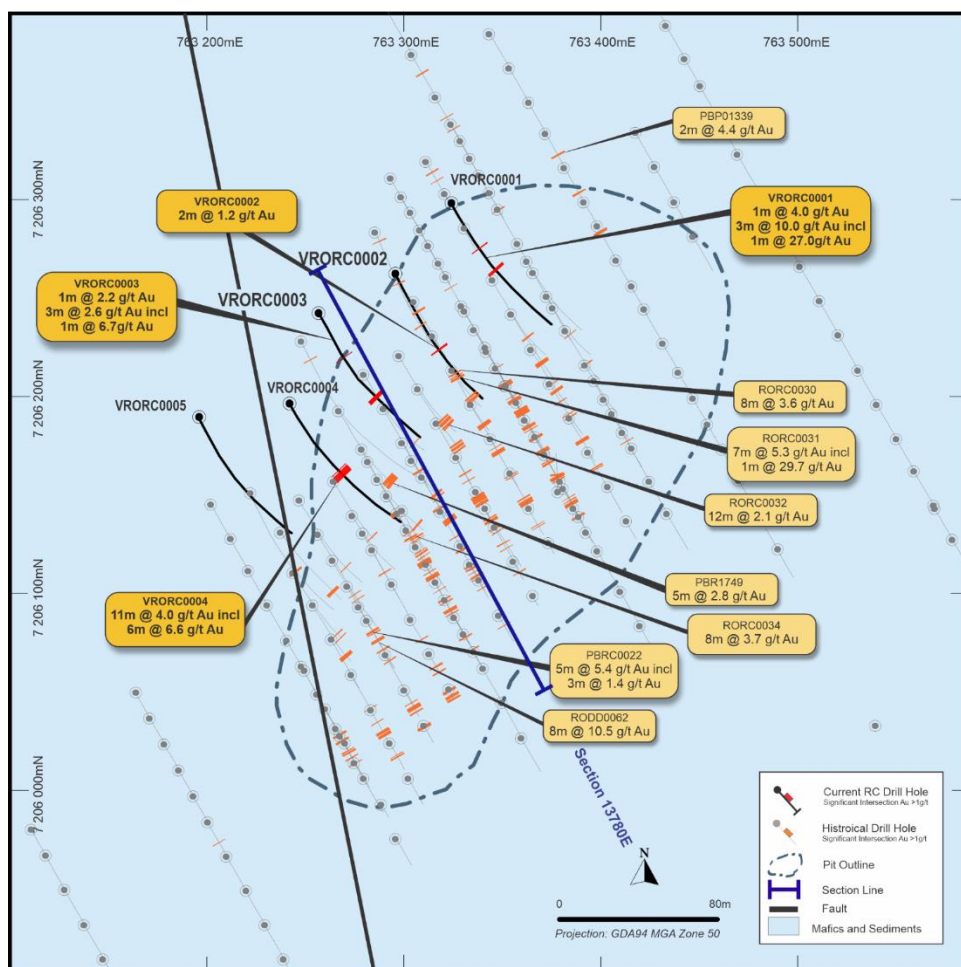 763 200mE
763 300mE
763 400mE
763 500mE
PBP01339
2m @ 4.4 g/t Au
7 206 300mN
VRORC0001
VRORC0002
2m @ 1.2 g/t Au
VRORC0001
1m @ 4.0 g/t Au
3m @ 10.0 g/t Au incl
1m @ 27.0g/t Au
VRORC0002
VRORC0003
1m @ 2.2 g/t Au
3m @ 2.6 g/t Au incl
1m @ 6.7g/t Au
VRORC0003
7 206 200mN
VRORC0004
VRORC0005
RORC0030
8m @ 3.6 g/t Au
RORC0031
7m @ 5.3 g/t Au incl
1m @ 29.7 g/t Au
RORC0032
12m @ 2.1 g/t Au
7 206 100mN
VRORC0004
11m @ 4.0 g/t Au incl
6m @ 6.6 g/t Au
PBR1749
5m @ 2.8 g/t Au
RORC0034
8m @ 3.7 g/t Au
PBRC0022
5m @ 5.4 g/t Au incl
3m @ 1.4 g/t Au
RODD0062
8m @ 10.5 g/t Au
7 206 000mN
Section 13780E
N
0
80m
Projection: GDA94 MGA Zone 50
Current RC Drill Hole
Significant Intersection Au >1g/t
Histroical Drill Hole
Significant Intersection Au >1g/t
Pit Outline
Section Line
Fault
Mafics and Sediments